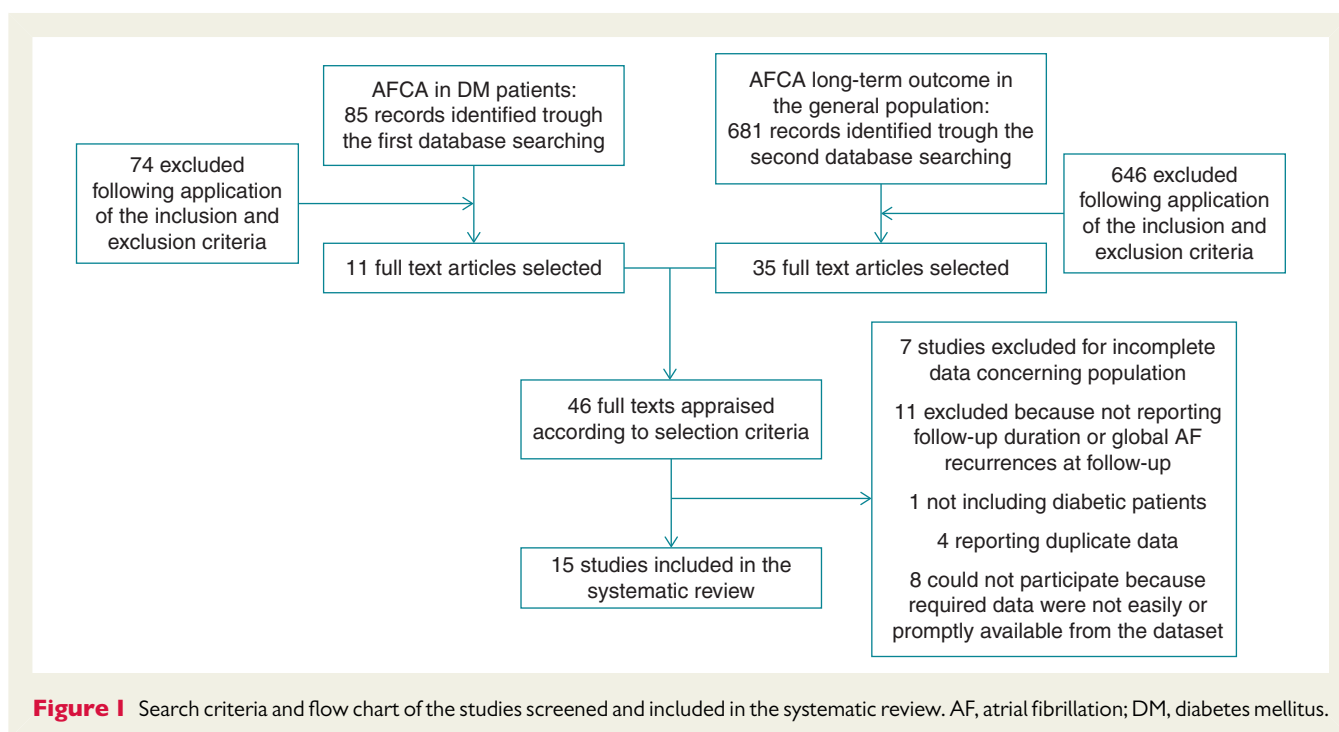 AFCA in DM patients:
85 records identified trough
the first database searching
AFCA long-term outcome in
the general population:
681 records identified trough the
second database searching
74 excluded
following application
of the inclusion and
exclusion criteria
646 excluded
following application
of the inclusion and
exclusion criteria
11 full text articles selected
35 full text articles selected
46 full texts appraised
according to selection criteria
7 studies excluded for incomplete
data concerning population
11 excluded because not reporting
follow-up duration or global AF
recurrences at follow-up
1 not including diabetic patients
4 reporting duplicate data
8 could not participate because
required data were not easily or
promptly available from the dataset
15 studies included in the
systematic review
Figure 1 Search criteria and flow chart of the studies screened and included in the systematic review. AF, atrial fibrillation; DM, diabetes mellitus.